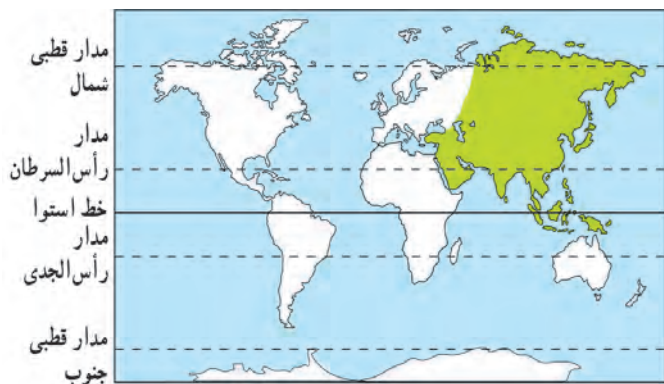 مدار قطبی
شمال
مدار
رأس‌السرطان
خط استوا
مدار
رأس‌الجدی
مدار قطبی
جنوب